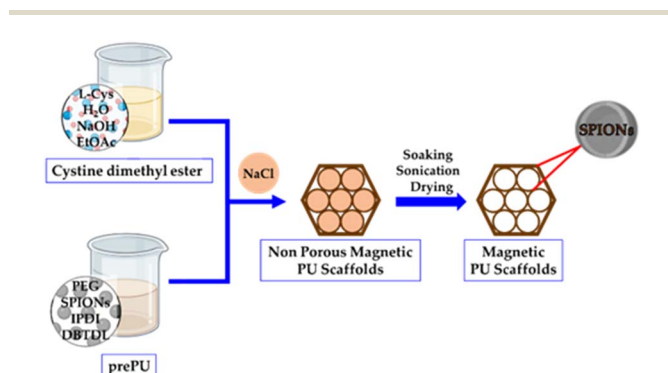 L-Cys
H₂O
NaOH
EtOAc
Cystine dimethyl ester
PEG
SPIONs
IPDI
DBTDL
prePU
NaCl
Non Porous Magnetic
PU Scaffolds
Soaking
Sonication
Drying
Magnetic
PU Scaffolds
SPIONs